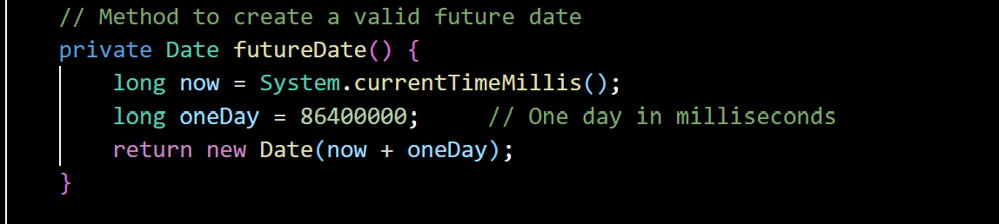 // Method to create a valid future date
private Date futureDate() {
long now = System.currentTimeMillis();
long oneDay = 86400000;     // One day in milliseconds
return new Date(now + oneDay);
}